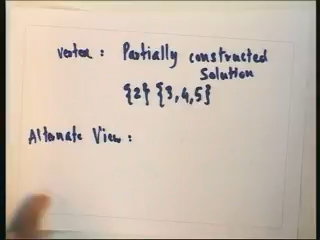 vertex : Partially constructed
Solution
{2} {3,4,5}
Alternate View :